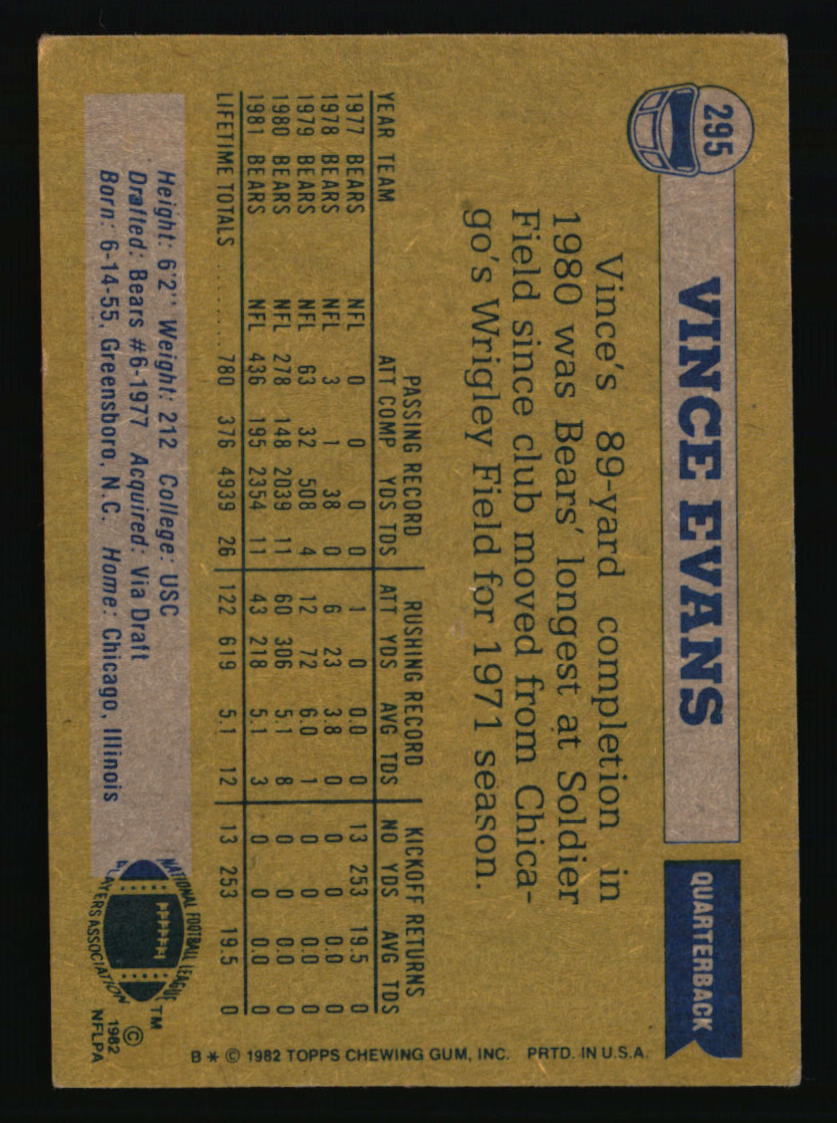 295
VINCE EVANS
QUARTERBACK
Vince's 89-yard completion in
1980 was Bears' longest at Soldier
Field since club moved from Chica-
go's Wrigley Field for 1971 season.
PASSING RECORD RUSHING RECORD KICKOFF RETURNS
YEAR TEAM ATT COMP YDS TDS ATT YDS AVG TDS NO YDS AVG TDS
1977 BEARS NFL 0 0 0 0 1 0 0.0 0 13 253 19.5 0
1978 BEARS NFL 3 1 38 0 6 23 3.8 0 0 0 0.0 0
1979 BEARS NFL 63 32 508 4 12 72 6.0 1 0 0 0.0 0
1980 BEARS NFL 278 148 2039 11 60 306 5.1 8 0 0 0.0 0
1981 BEARS NFL 436 195 2354 11 43 218 5.1 3 0 0 0.0 0
LIFETIME TOTALS ....... 780 376 4939 26 122 619 5.1 12 13 253 19.5 0
Height: 6'2" Weight: 212 College: USC
Drafted: Bears #6-1977 Acquired: Via Draft
Born: 6-14-55, Greensboro, N.C. Home: Chicago, Illinois
NATIONAL FOOTBALL LEAGUE
PLAYERS ASSOCIATION
TM
©
1982
NFLPA
B * © 1982 TOPPS CHEWING GUM, INC. PRTD. IN U.S.A.